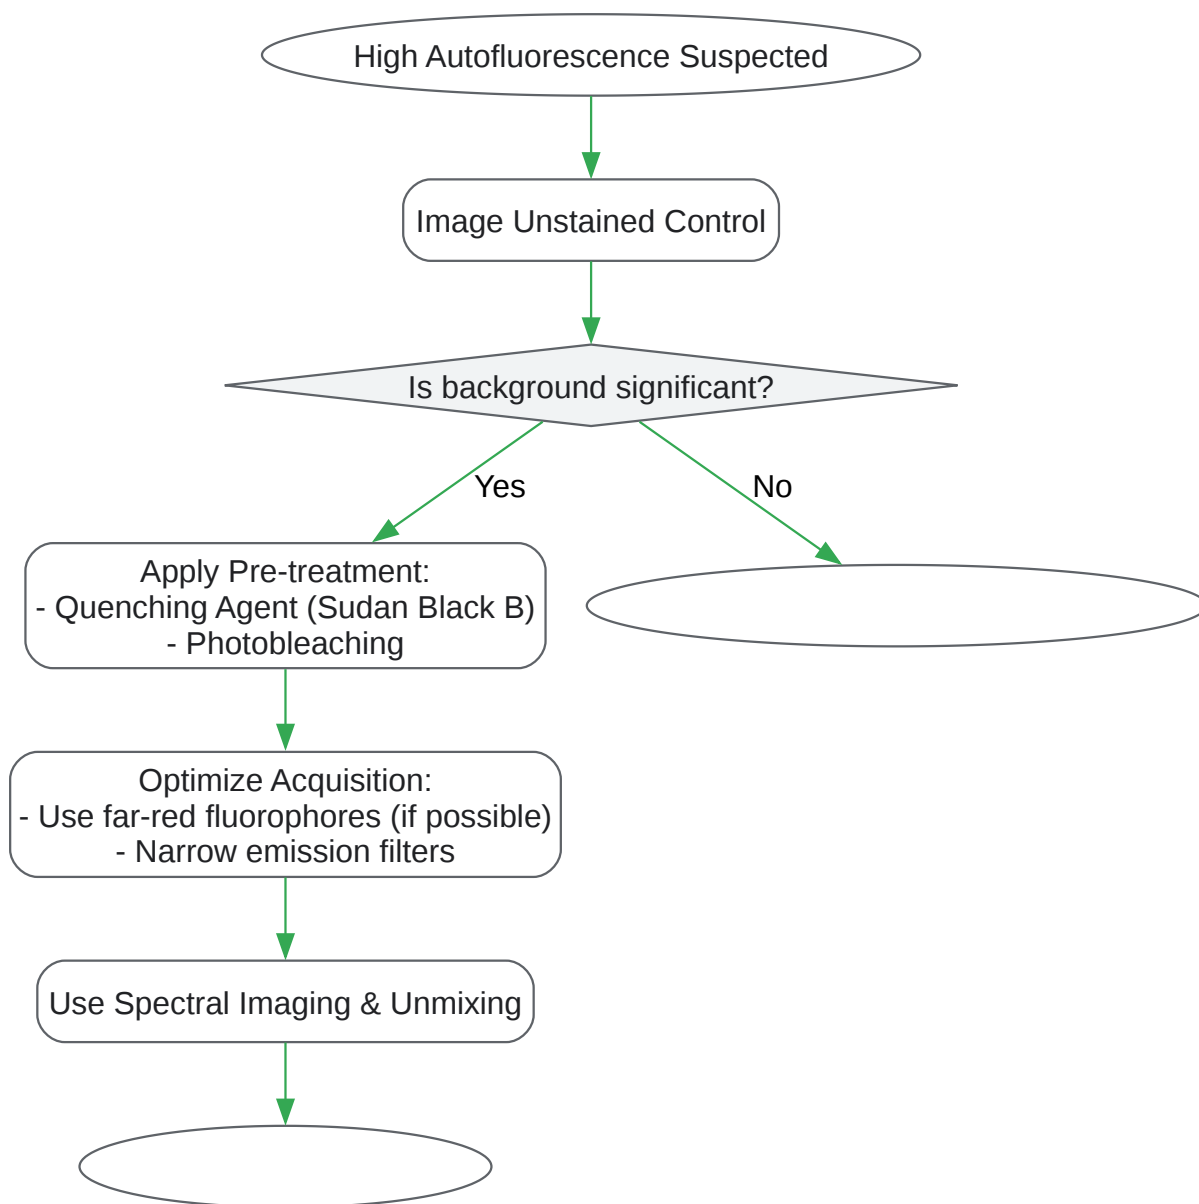 High Autofluorescence Suspected
Image Unstained Control
Is background significant?
Yes
No
Apply Pre-treatment:
- Quenching Agent (Sudan Black B)
- Photobleaching
Optimize Acquisition:
- Use far-red fluorophores (if possible)
- Narrow emission filters
Use Spectral Imaging & Unmixing